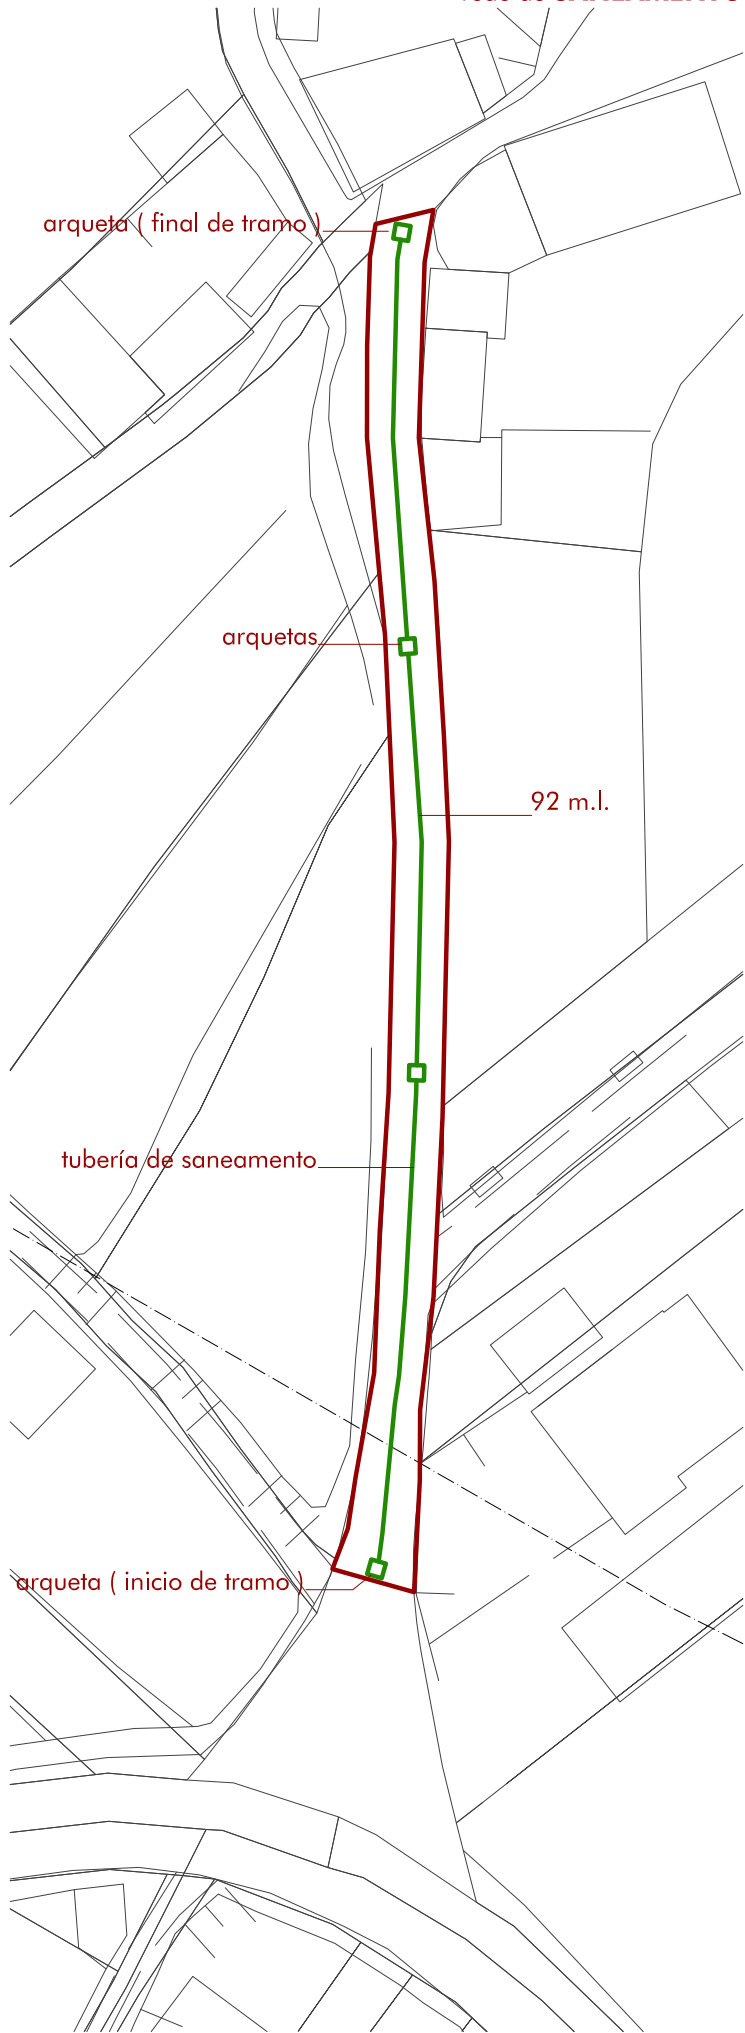 arqueta ( final de tramo )
arquetas
92 m.l.
tubería de saneamento
arqueta ( inicio de tramo )